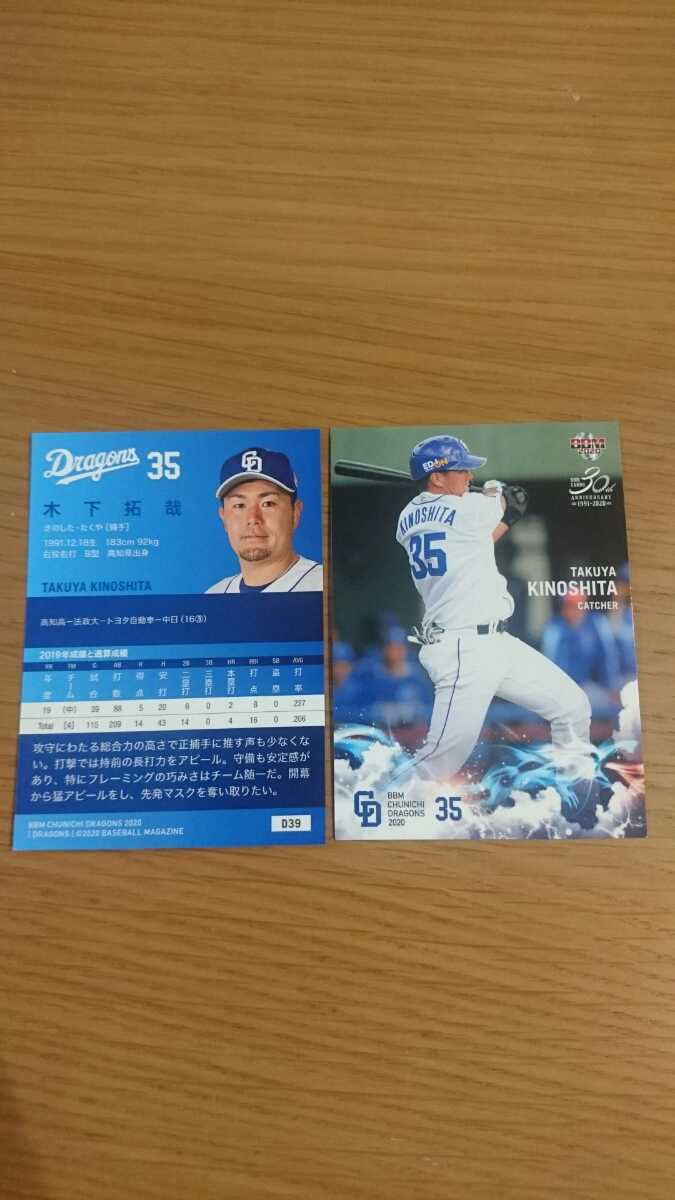 Dragons 35
木下拓哉
きのした・たくや［捕手］
1991.12.18生 183cm 92kg
右投右打 B型 高知県出身
TAKUYA KINOSHITA
高知高ー法政大ートヨタ自動車ー中日（16③）
2019年成績と通算成績
YR TM G AB R H 2B 3B HR RBI SB AVG
年度 チーム 試合 打数 得点 安打 二塁打 三塁打 本塁打 打点 盗塁 打率
19 (中) 39 88 5 20 6 0 2 8 0 .227
Total [4] 115 209 14 43 14 0 4 16 0 .206
攻守にわたる総合力の高さで正捕手に推す声も少なくな
い。打撃では持前の長打力をアピール。守備も安定感が
あり、特にフレーミングの巧みさはチーム随一だ。開幕
から猛アピールをし、先発マスクを奪い取りたい。
BBM CHUNICHI DRAGONS 2020
| DRAGONS | ©2020 BASEBALL MAGAZINE
D39
BBM
2020
BBM CARDS 30th
ANNIVERSARY
1991-2020
EDION
KINOSHITA
35
TAKUYA
KINOSHITA
CATCHER
CD
BBM
CHUNICHI
DRAGONS
2020
35